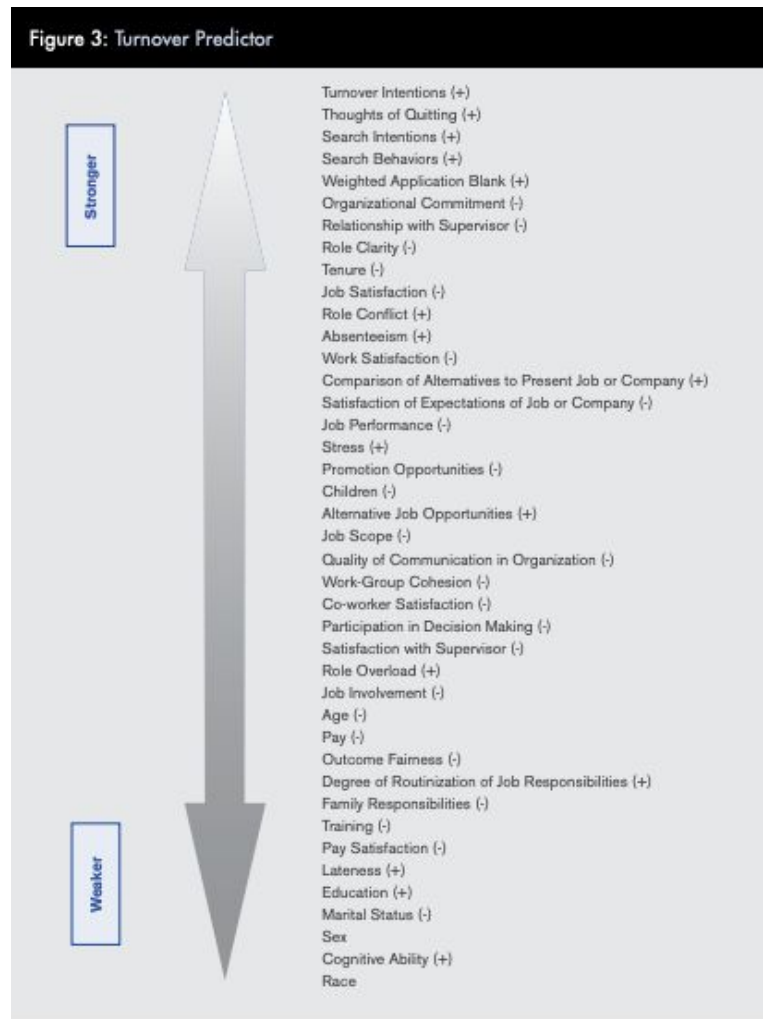 Figure 3: Turnover Predictor
Stronger
Turnover Intentions (+)
Thoughts of Quitting (+)
Search Intentions (+)
Search Behaviors (+)
Weighted Application Blank (+)
Organizational Commitment (-)
Relationship with Supervisor (-)
Role Clarity (-)
Tenure (-)
Job Satisfaction (-)
Role Conflict (+)
Absenteeism (+)
Work Satisfaction (-)
Comparison of Alternatives to Present Job or Company (+)
Satisfaction of Expectations of Job or Company (-)
Job Performance (-)
Stress (+)
Promotion Opportunities (-)
Children (-)
Alternative Job Opportunities (+)
Job Scope (-)
Quality of Communication in Organization (-)
Work-Group Cohesion (-)
Co-worker Satisfaction (-)
Participation in Decision Making (-)
Satisfaction with Supervisor (-)
Role Overload (+)
Job Involvement (-)
Age (-)
Pay (-)
Outcome Fairness (-)
Degree of Routinization of Job Responsibilities (+)
Family Responsibilities (-)
Training (-)
Pay Satisfaction (-)
Lateness (+)
Education (+)
Marital Status (-)
Sex
Cognitive Ability (+)
Race
Weaker